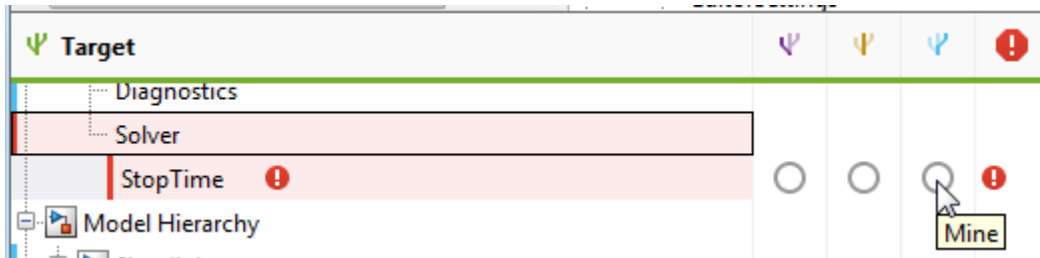 Target
Diagnostics
Solver
StopTime
Model Hierarchy
Mine